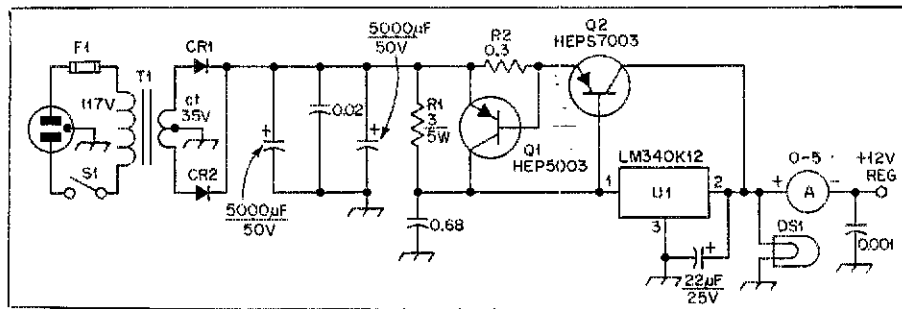 F1
117V
T1
S1
CR1
ct
35V
CR2
5000µF
50V
0.02
5000µF
50V
R1
3
5W
0.68
R2
0.3
Q1
HEP5003
Q2
HEPS7003
LM340K12
1
U1
2
3
22µF
25V
0-5
+
A
-
DS1
+12V
REG
0.001